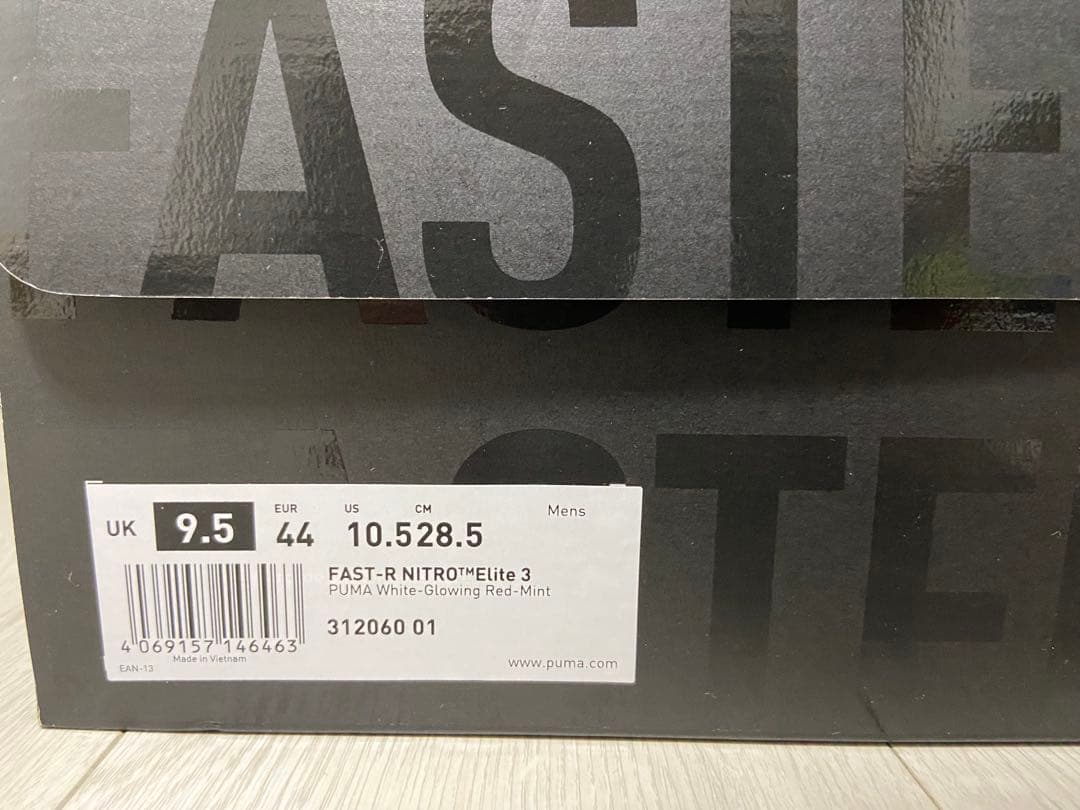 FASTE
ASTER
UK 9.5 EUR 44 US 10.5 CM 28.5 Mens
FAST-R NITRO™Elite 3
PUMA White-Glowing Red-Mint
312060 01
4 069157 146463
Made in Vietnam
EAN-13
www.puma.com